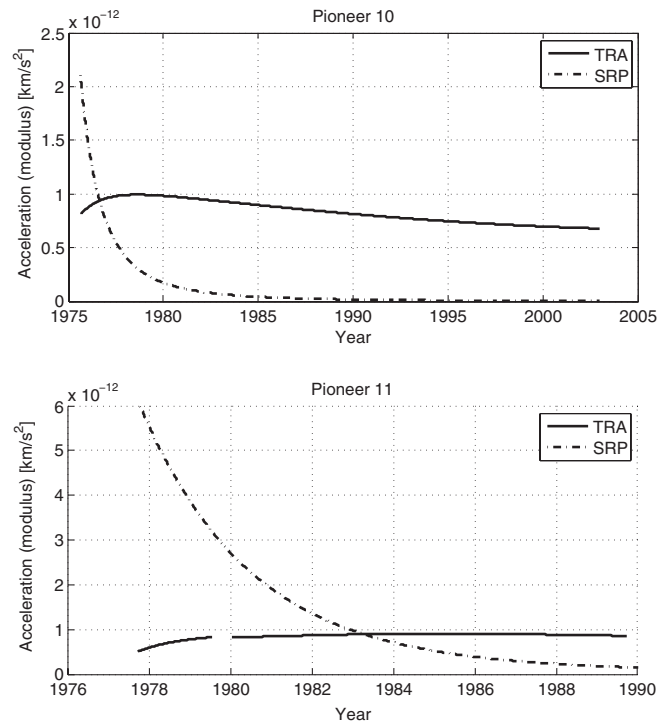 x 10⁻¹²
Pioneer 10
Acceleration (modulus) [km/s²]
2.5
2
1.5
1
0.5
0
TRA
SRP
1975 1980 1985 1990 1995 2000 2005
Year
x 10⁻¹²
Pioneer 11
Acceleration (modulus) [km/s²]
6
5
4
3
2
1
0
TRA
SRP
1976 1978 1980 1982 1984 1986 1988 1990
Year